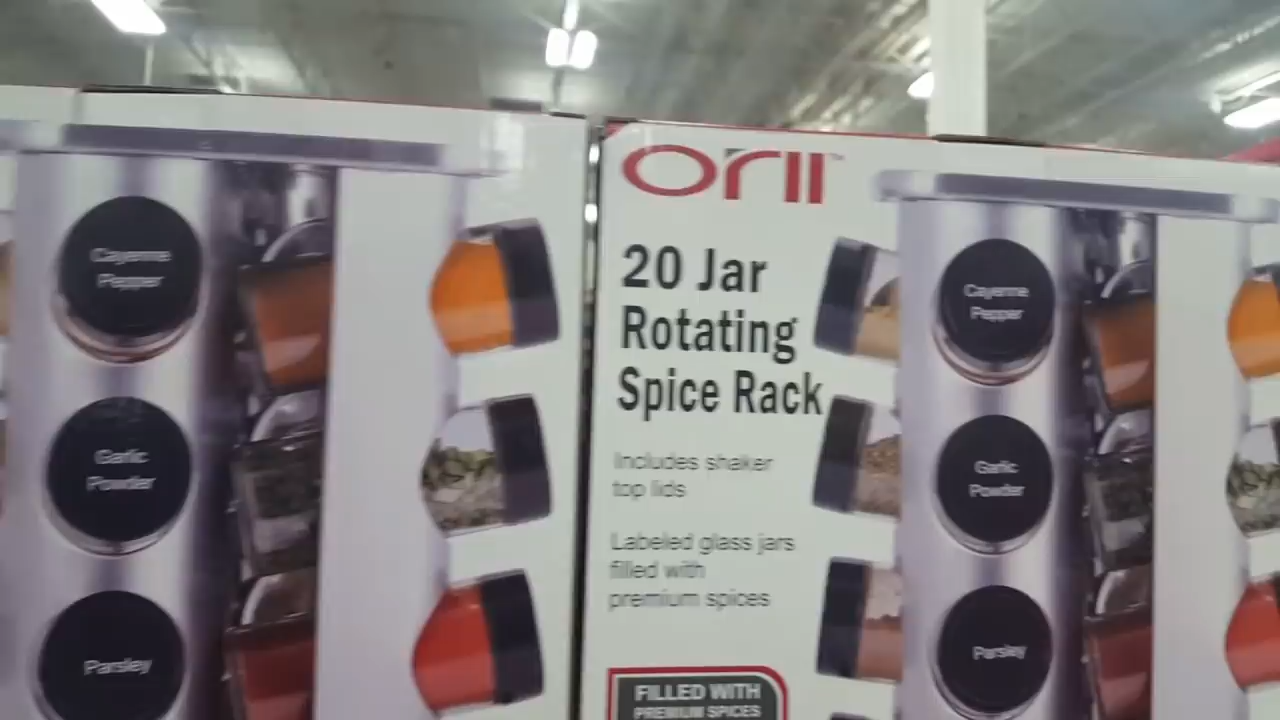 Cayenne
Pepper
Garlic
Powder
Parsley
Orii
20 Jar
Rotating
Spice Rack
Includes shaker
top lids
Labeled glass jars
filled with
premium spices
FILLED WITH
PREMIUM SPICES
Cayenne
Pepper
Garlic
Powder
Parsley